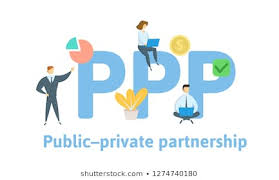 PPP
Public–private partnership
shutterstock.com • 1274740180